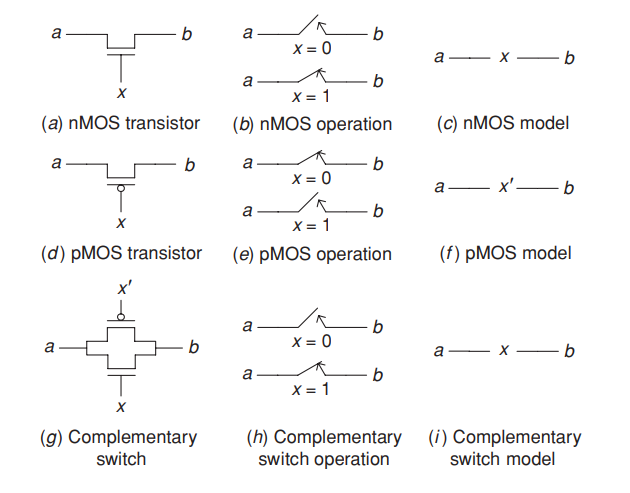 a b a b
x = 0
a x b
a b
x x = 1
(a) nMOS transistor (b) nMOS operation (c) nMOS model
a b a b
x = 0
a x′ b
a b
x x = 1
(d) pMOS transistor (e) pMOS operation (f) pMOS model
x′
a b
x = 0
a b a x b
a b
x = 1
x
(g) Complementary (h) Complementary (i) Complementary
switch switch operation switch model